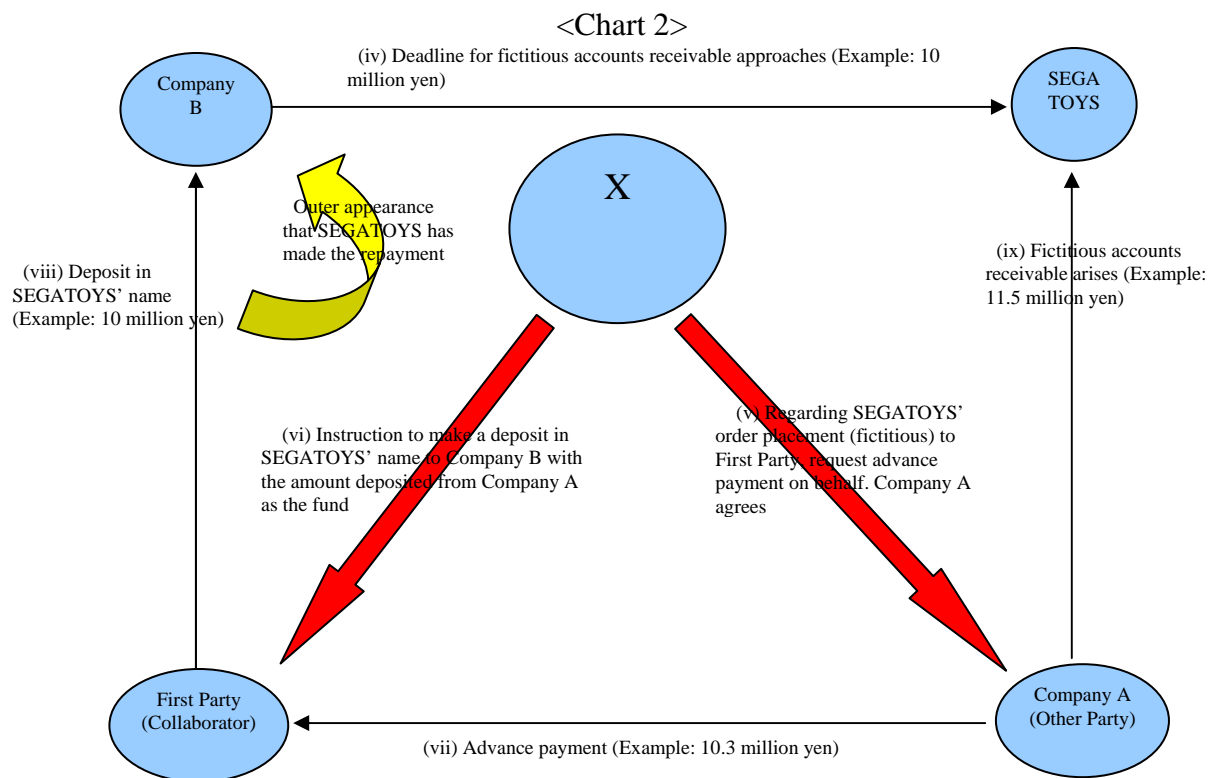 <Chart 2>
(iv) Deadline for fictitious accounts receivable approaches (Example: 10
million yen)
Company
B
SEGA
TOYS
X
Outer appearance
that SEGATOYS has
made the repayment
(viii) Deposit in
SEGATOYS’ name
(Example: 10 million yen)
(ix) Fictitious accounts
receivable arises (Example:
11.5 million yen)
(vi) Instruction to make a deposit in
SEGATOYS’ name to Company B with
the amount deposited from Company A
as the fund
(v) Regarding SEGATOYS’
order placement (fictitious) to
First Party, request advance
payment on behalf. Company A
agrees
First Party
(Collaborator)
Company A
(Other Party)
(vii) Advance payment (Example: 10.3 million yen)